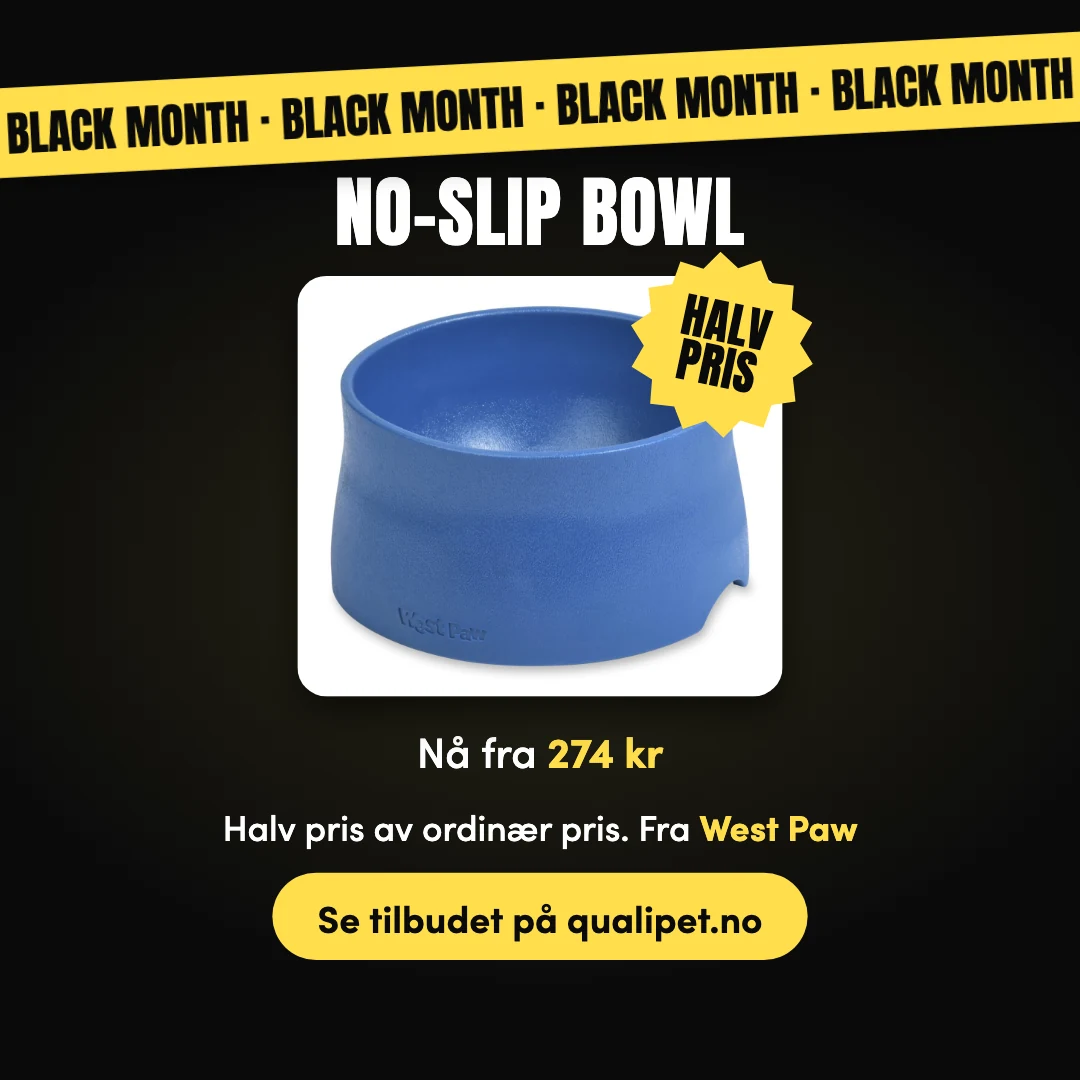 BLACK MONTH · BLACK MONTH · BLACK MONTH · BLACK MONTH
NO-SLIP BOWL
HALV
PRIS
West Paw
Nå fra 274 kr
Halv pris av ordinær pris. Fra West Paw
Se tilbudet på qualipet.no